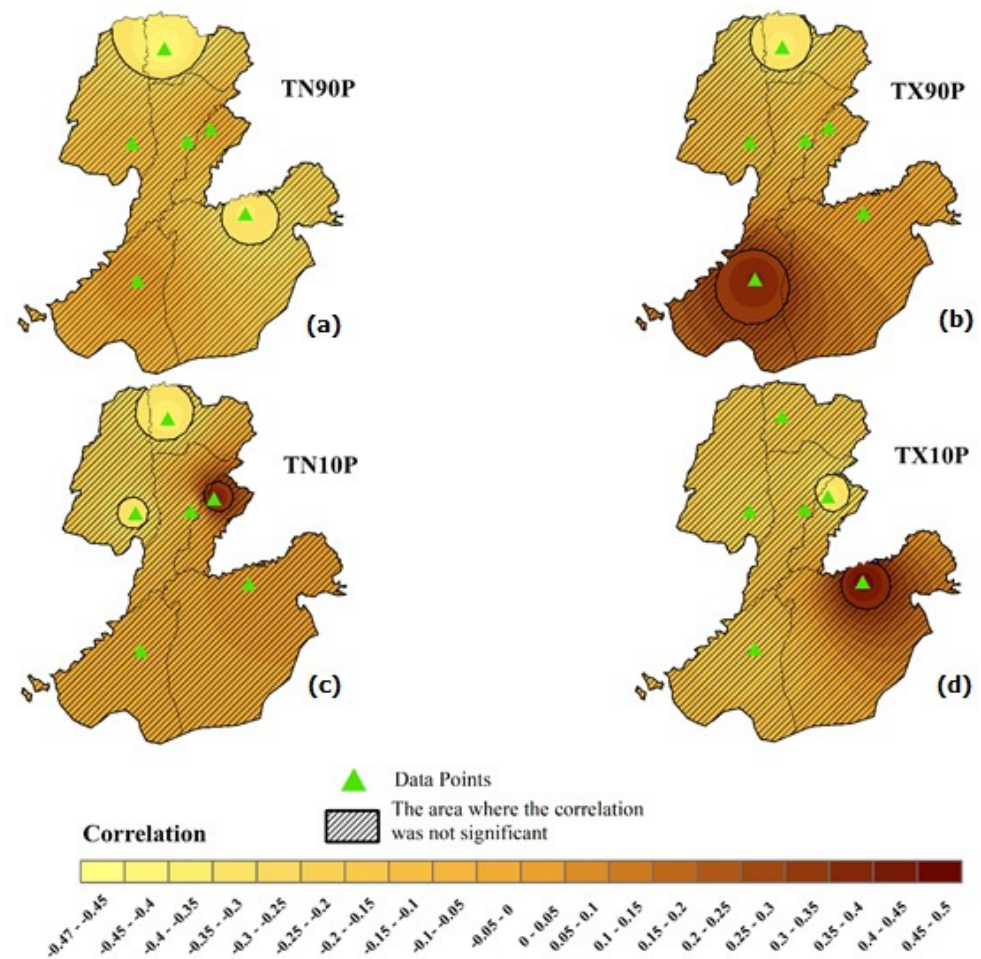 TN90P
TX90P
(a)
(b)
TN10P
TX10P
(c)
(d)
Data Points
The area where the correlation
was not significant
Correlation
-0.47 - -0.45
-0.45 - -0.4
-0.4 - -0.35
-0.35 - -0.3
-0.3 - -0.25
-0.25 - -0.2
-0.2 - -0.15
-0.15 - -0.1
-0.1- -0.05
-0.05 - 0
0 - 0.05
0.05 - 0.1
0.1 - 0.15
0.15 - 0.2
0.2 - 0.25
0.25 - 0.3
0.3 - 0.35
0.35 - 0.4
0.4 - 0.45
0.45 - 0.5